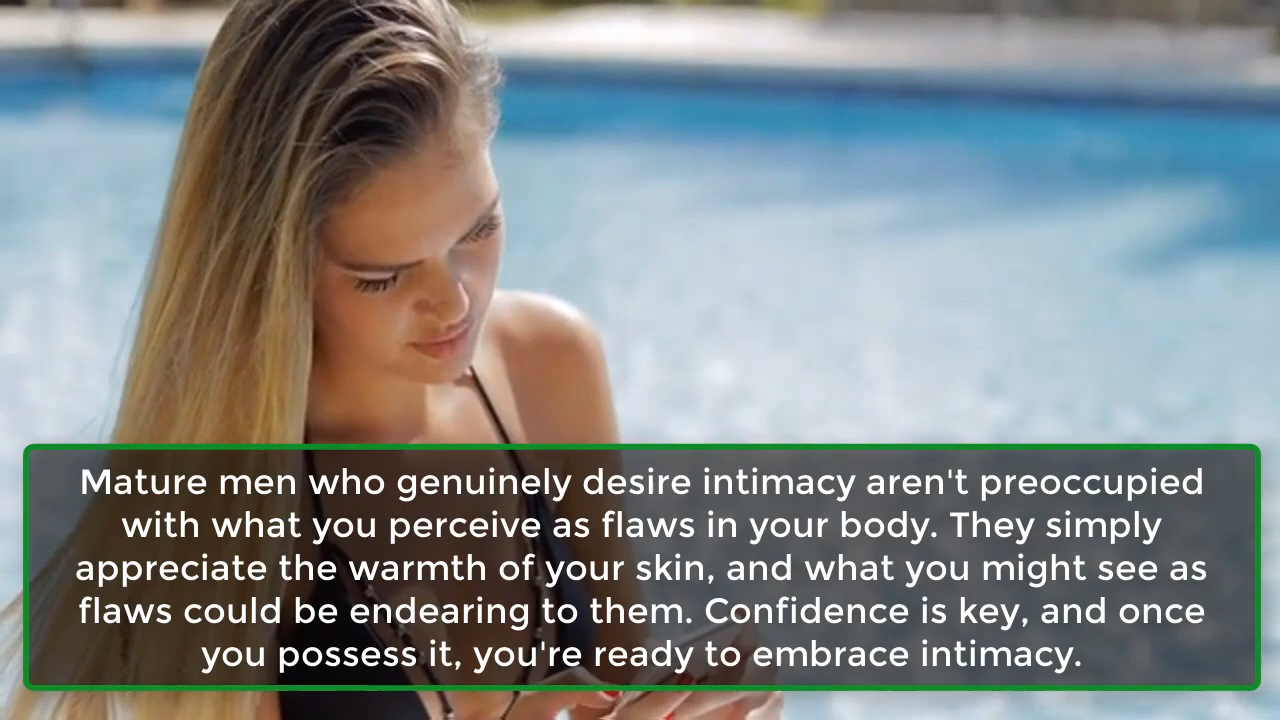 Mature men who genuinely desire intimacy aren't preoccupied
with what you perceive as flaws in your body. They simply
appreciate the warmth of your skin, and what you might see as
flaws could be endearing to them. Confidence is key, and once
you possess it, you're ready to embrace intimacy.